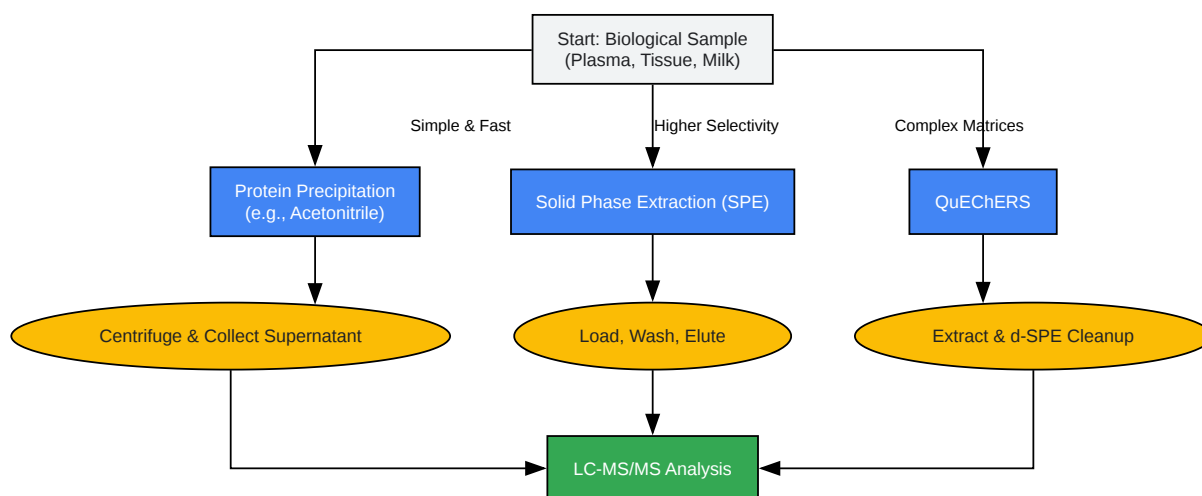 Start: Biological Sample
(Plasma, Tissue, Milk)
Simple & Fast
Higher Selectivity
Complex Matrices
Protein Precipitation
(e.g., Acetonitrile)
Solid Phase Extraction (SPE)
QuEChERS
Centrifuge & Collect Supernatant
Load, Wash, Elute
Extract & d-SPE Cleanup
LC-MS/MS Analysis